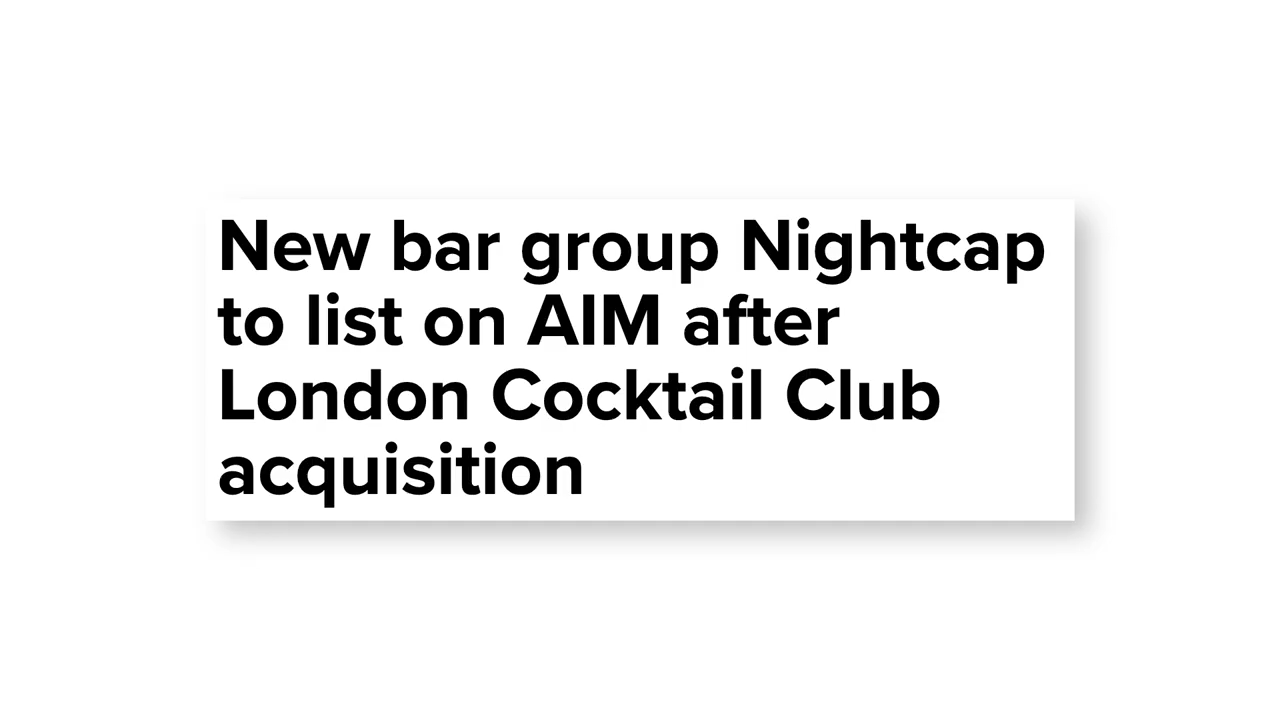 New bar group Nightcap
to list on AIM after
London Cocktail Club
acquisition